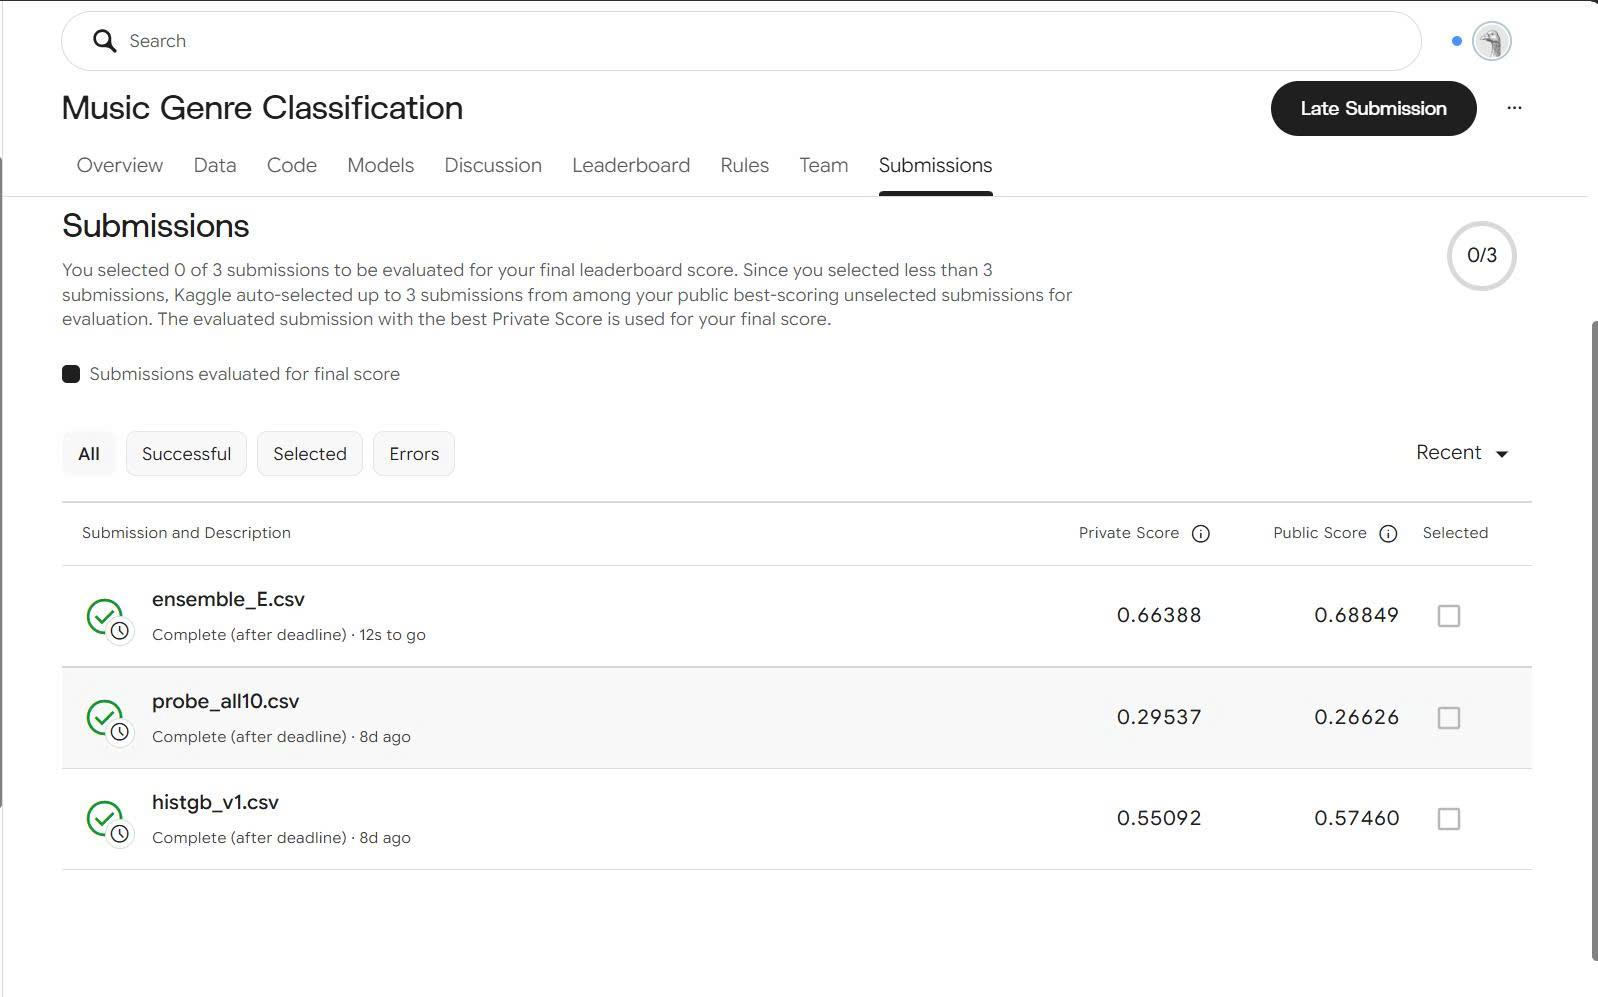 Search
Music Genre Classification
Late Submission
...
Overview Data Code Models Discussion Leaderboard Rules Team Submissions
Submissions
0/3
You selected 0 of 3 submissions to be evaluated for your final leaderboard score. Since you selected less than 3
submissions, Kaggle auto-selected up to 3 submissions from among your public best-scoring unselected submissions for
evaluation. The evaluated submission with the best Private Score is used for your final score.
Submissions evaluated for final score
All Successful Selected Errors
Recent
Submission and Description Private Score Public Score Selected
ensemble_E.csv
Complete (after deadline) · 12s to go
0.66388 0.68849
probe_all10.csv
Complete (after deadline) · 8d ago
0.29537 0.26626
histgb_v1.csv
Complete (after deadline) · 8d ago
0.55092 0.57460